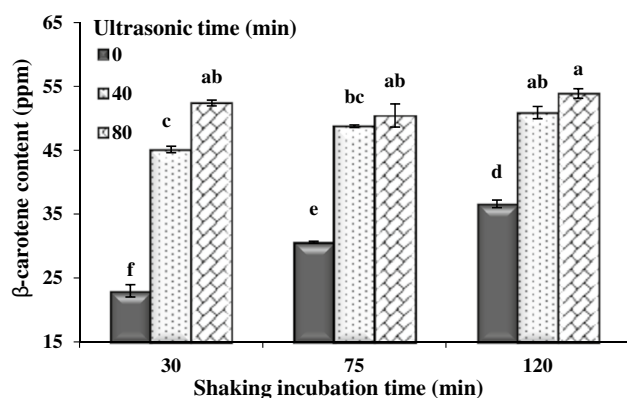 65
55
45
35
25
15
β-carotene content (ppm)
Ultrasonic time (min)
0
40
80
f
c
ab
e
bc
ab
d
ab
a
30
75
120
Shaking incubation time (min)